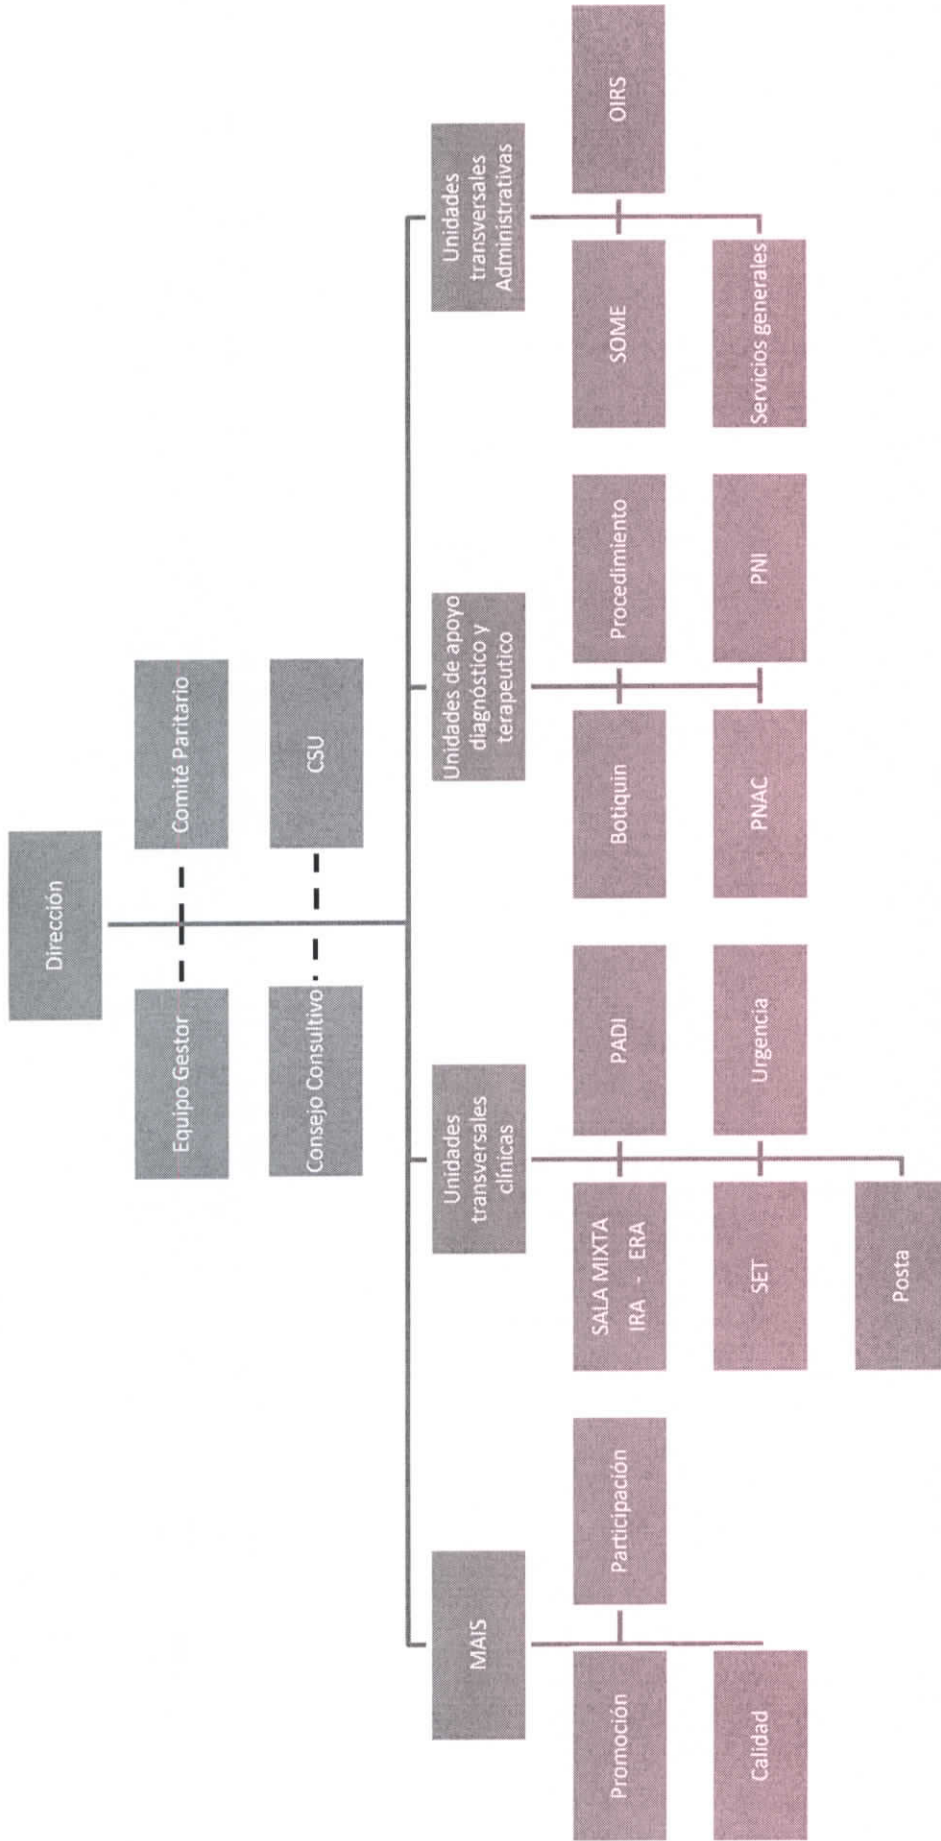 Dirección
Equipo Gestor
Comité Paritario
Consejo Consultivo
CSU
MAIS
Promoción
Participación
Calidad
Unidades
transversales
clínicas
SALA MIXTA
IRA - ERA
PADI
SET
Urgencia
Posta
Unidades de apoyo
diagnóstico y
terapeutico
Botiquin
Procedimiento
PNAC
PNI
Unidades
transversales
Administrativas
SOME
OIRS
Servicios generales